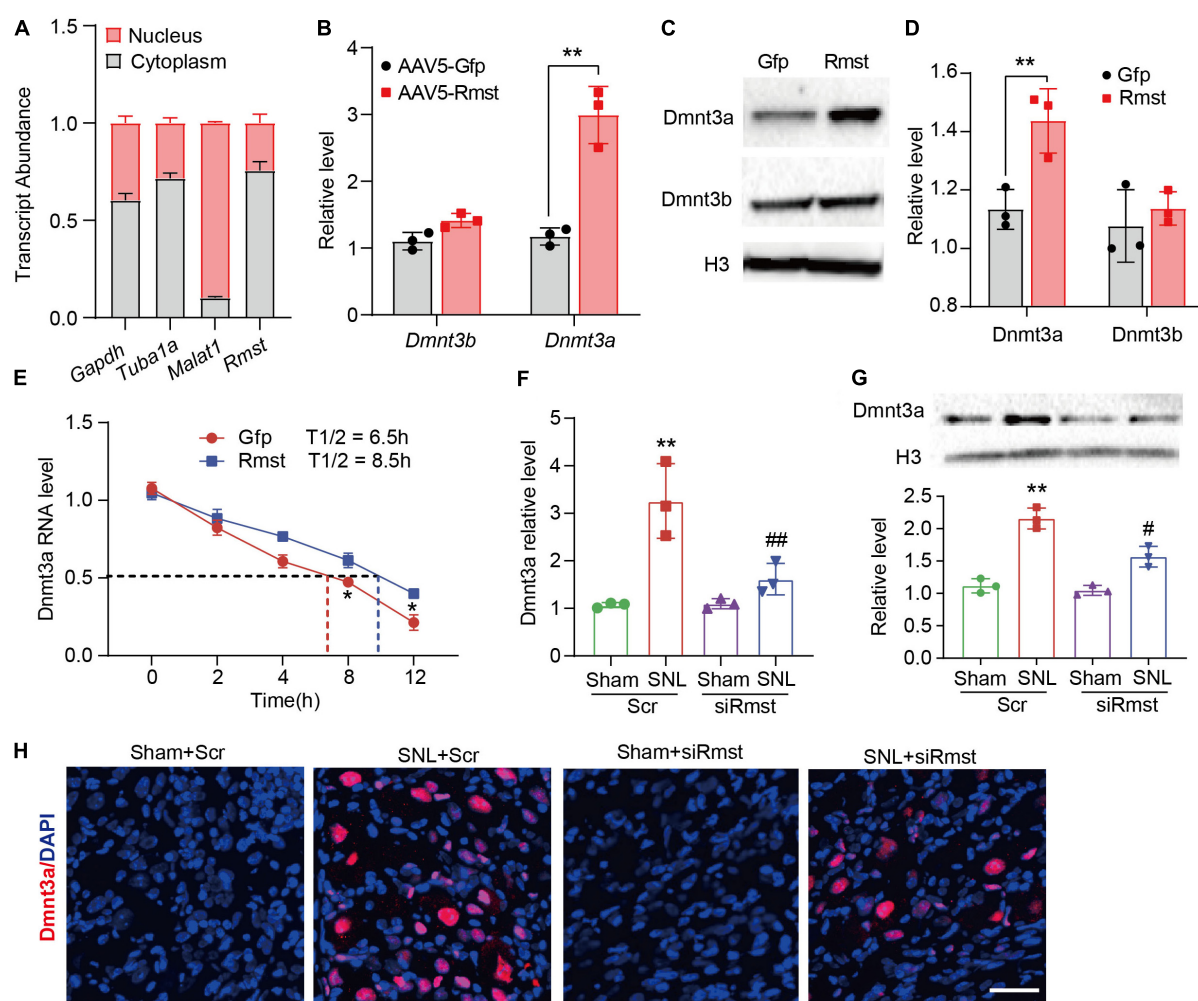 A
1.5
1.0
0.5
0.0
Transcript Abundance
Nucleus
Cytoplasm
Gapdh
Tuba1a
Malat1
Rmst
B
4
3
2
1
0
Relative level
AAV5-Gfp
AAV5-Rmst
**
Dmnt3b
Dnmt3a
C
Gfp Rmst
Dmnt3a
Dmnt3b
H3
D
1.6
1.4
1.2
1.0
0.8
Relative level
**
Gfp
Rmst
Dnmt3a
Dnmt3b
E
1.5
1.0
0.5
0.0
Dnmt3a RNA level
Gfp T1/2 = 6.5h
Rmst T1/2 = 8.5h
*
*
0 2 4 8 12
Time(h)
F
5
4
3
2
1
0
Dmnt3a relative level
**
##
Sham SNL Sham SNL
Scr siRmst
G
Dmnt3a
H3
2.5
2.0
1.5
1.0
0.5
0.0
Relative level
**
#
Sham SNL Sham SNL
Scr siRmst
H
Sham+Scr
SNL+Scr
Sham+siRmst
SNL+siRmst
Dmnt3a/DAPI